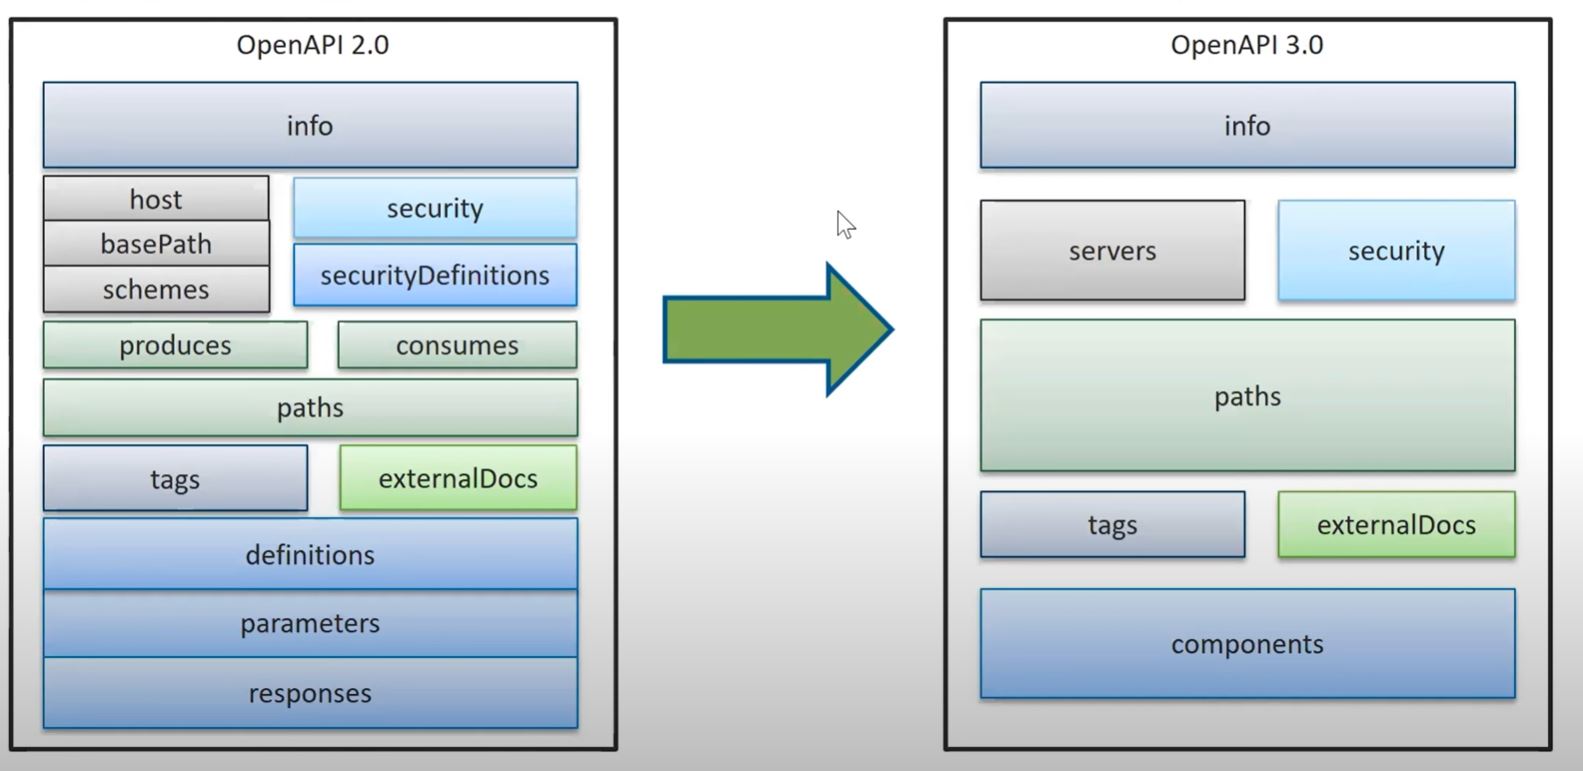 OpenAPI 2.0
info
host
basePath
schemes
security
securityDefinitions
produces
consumes
paths
tags
externalDocs
definitions
parameters
responses
OpenAPI 3.0
info
servers
security
paths
tags
externalDocs
components